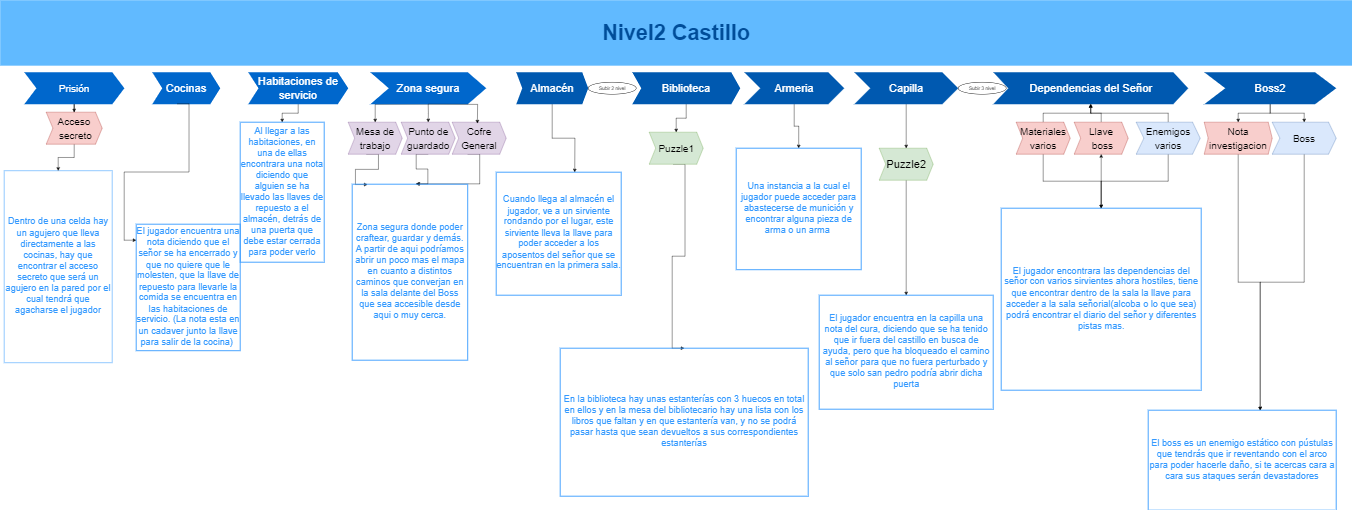 Nivel2 Castillo
Prisión
Cocinas
Habitaciones de
servicio
Zona segura
Almacén
Subir 2 nivel
Biblioteca
Armeria
Capilla
Subir 3 nivel
Dependencias del Señor
Boss2
Acceso
secreto
Mesa de
trabajo
Punto de
guardado
Cofre
General
Puzzle1
Puzzle2
Materiales
varios
Llave
boss
Enemigos
varios
Nota
investigacion
Boss
Dentro de una celda hay
un agujero que lleva
directamente a las
cocinas, hay que
encontrar el acceso
secreto que será un
agujero en la pared por el
cual tendrá que
agacharse el jugador
El jugador encuentra una
nota diciendo que el
señor se ha encerrado y
que no quiere que le
molesten, que la llave de
repuesto para llevarle la
comida se encuentra en
las habitaciones de
servicio. (La nota esta en
un cadaver junto la llave
para salir de la cocina)
Al llegar a las
habitaciones, en
una de ellas
encontrara una nota
diciendo que
alguien se ha
llevado las llaves de
repuesto a el
almacén, detrás de
una puerta que
debe estar cerrada
para poder verlo
Zona segura donde poder
craftear, guardar y demás.
A partir de aqui podríamos
abrir un poco mas el mapa
en cuanto a distintos
caminos que converjan en
la sala delante del Boss
que sea accesible desde
aqui o muy cerca.
Cuando llega al almacén el
jugador, ve a un sirviente
rondando por el lugar, este
sirviente lleva la llave para
poder acceder a los
aposentos del señor que se
encuentran en la primera sala.
En la biblioteca hay unas estanterías con 3 huecos en total
en ellos y en la mesa del bibliotecario hay una lista con los
libros que faltan y en que estantería van, y no se podrá
pasar hasta que sean devueltos a sus correspondientes
estanterías
Una instancia a la cual el
jugador puede acceder para
abastecerse de munición y
encontrar alguna pieza de
arma o un arma
El jugador encuentra en la capilla una
nota del cura, diciendo que se ha tenido
que ir fuera del castillo en busca de
ayuda, pero que ha bloqueado el camino
al señor para que no fuera perturbado y
que solo san pedro podría abrir dicha
puerta
El jugador encontrara las dependencias del
señor con varios sirvientes ahora hostiles, tiene
que encontrar dentro de la sala la llave para
acceder a la sala señorial(alcoba o lo que sea)
podrá encontrar el diario del señor y diferentes
pistas mas.
El boss es un enemigo estático con pústulas
que tendrás que ir reventando con el arco
para poder hacerle daño, si te acercas cara a
cara sus ataques serán devastadores